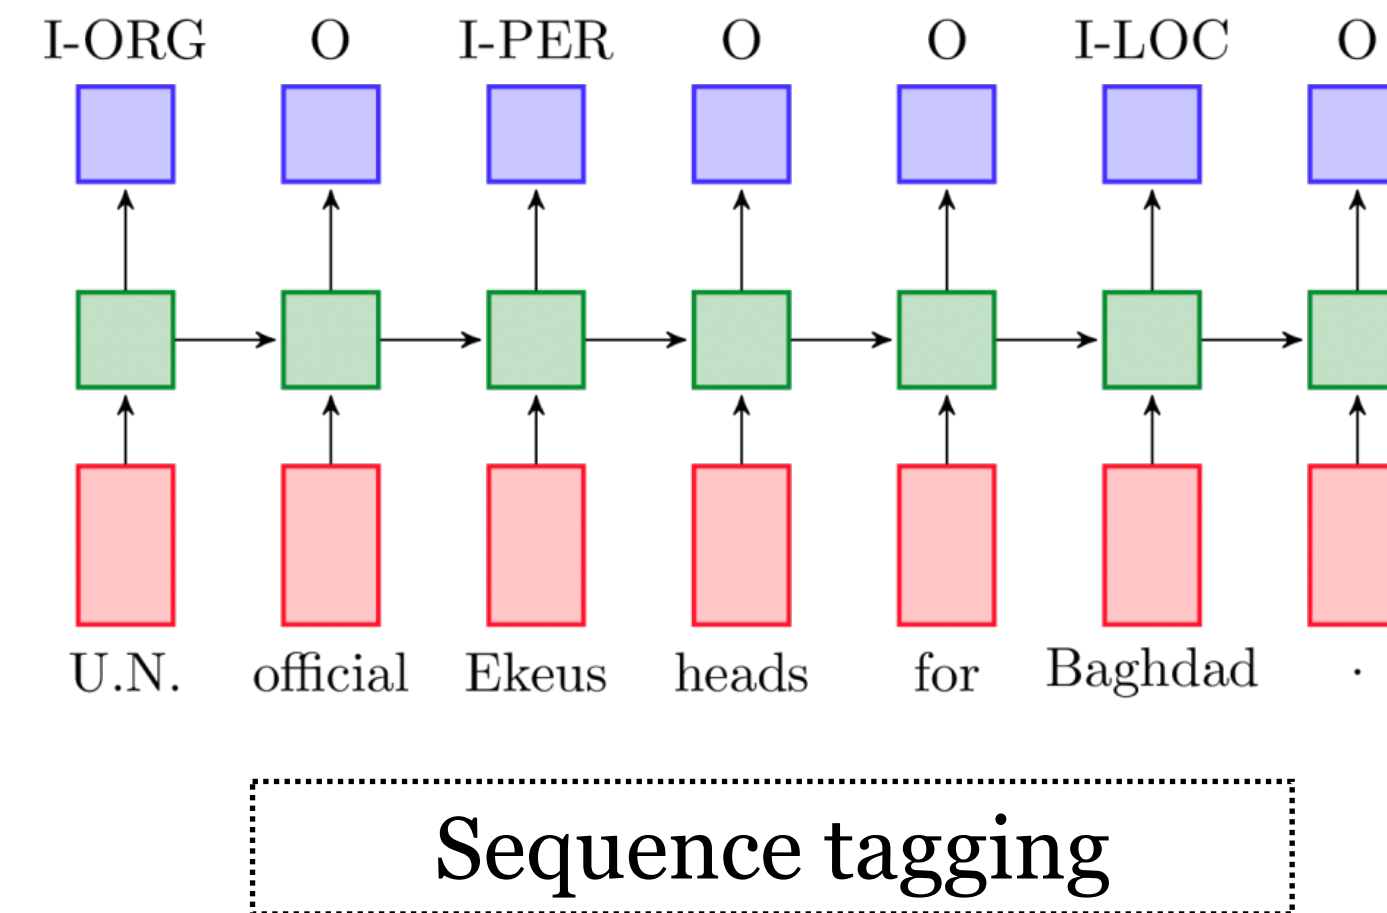 I-ORG O I-PER O O I-LOC O
U.N. official Ekeus heads for Baghdad .
Sequence tagging